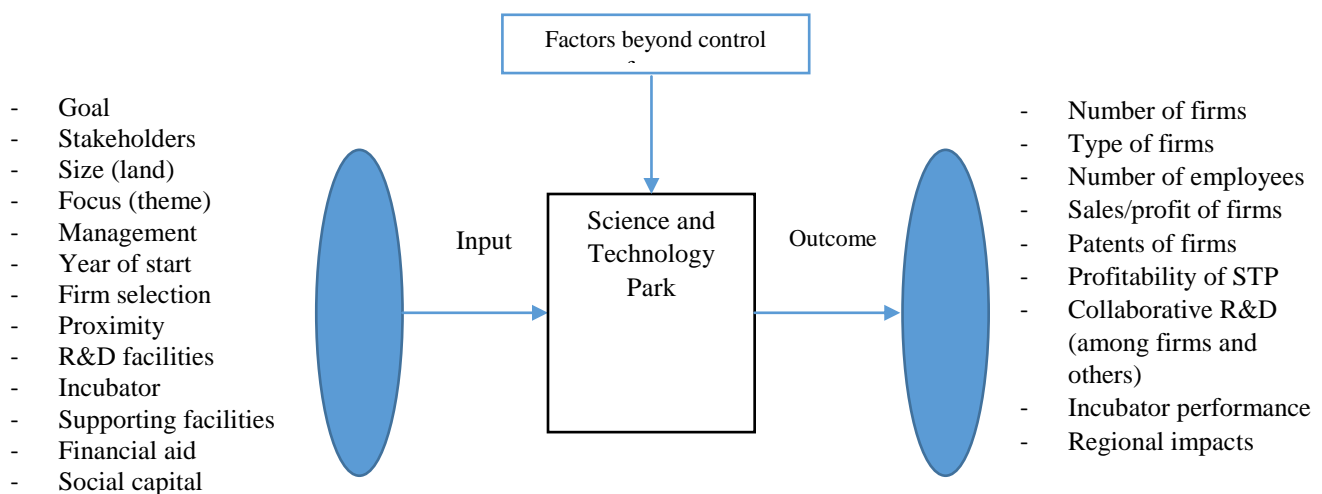 Factors beyond control
- Goal
- Stakeholders
- Size (land)
- Focus (theme)
- Management
- Year of start
- Firm selection
- Proximity
- R&D facilities
- Incubator
- Supporting facilities
- Financial aid
- Social capital
Input
Science and
Technology
Park
Outcome
- Number of firms
- Type of firms
- Number of employees
- Sales/profit of firms
- Patents of firms
- Profitability of STP
- Collaborative R&D
(among firms and
others)
- Incubator performance
- Regional impacts